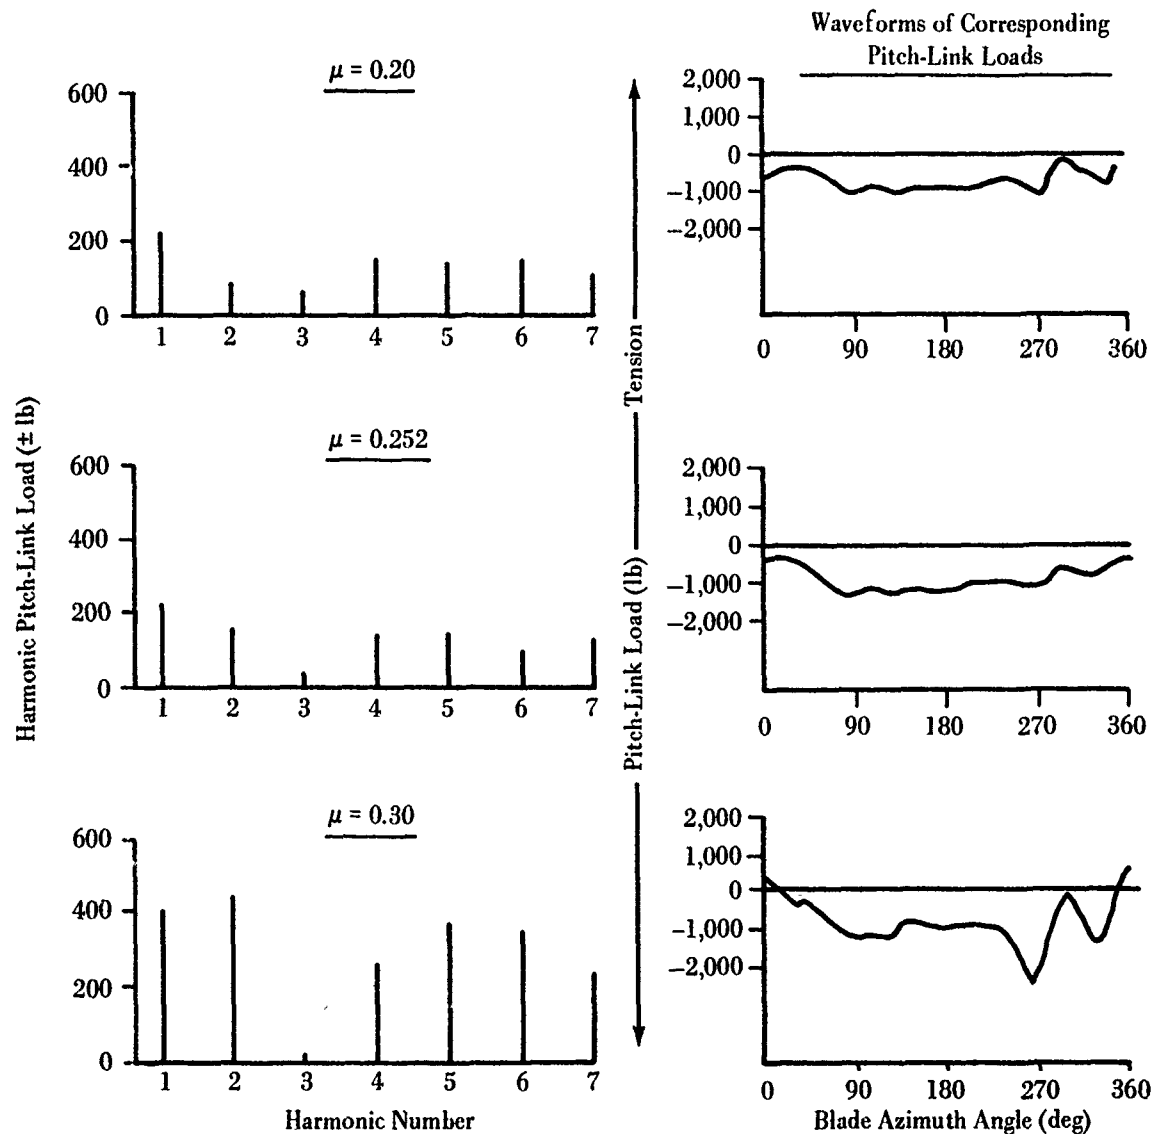 Waveforms of Corresponding
Pitch-Link Loads
μ = 0.20
600
400
200
0
1 2 3 4 5 6 7
2,000
1,000
0
−1,000
−2,000
0 90 180 270 360
μ = 0.252
600
400
200
0
1 2 3 4 5 6 7
2,000
1,000
0
−1,000
−2,000
0 90 180 270 360
μ = 0.30
600
400
200
0
1 2 3 4 5 6 7
Harmonic Number
2,000
1,000
0
-1,000
−2,000
0 90 180 270 360
Blade Azimuth Angle (deg)
Harmonic Pitch-Link Load (± lb)
Pitch-Link Load (lb)
Tension